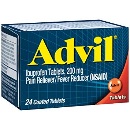 Advil®
Ibuprofen Tablets, 200 mg
Pain Reliever/Fever Reducer (NSAID)
24 Coated Tablets
Tablets